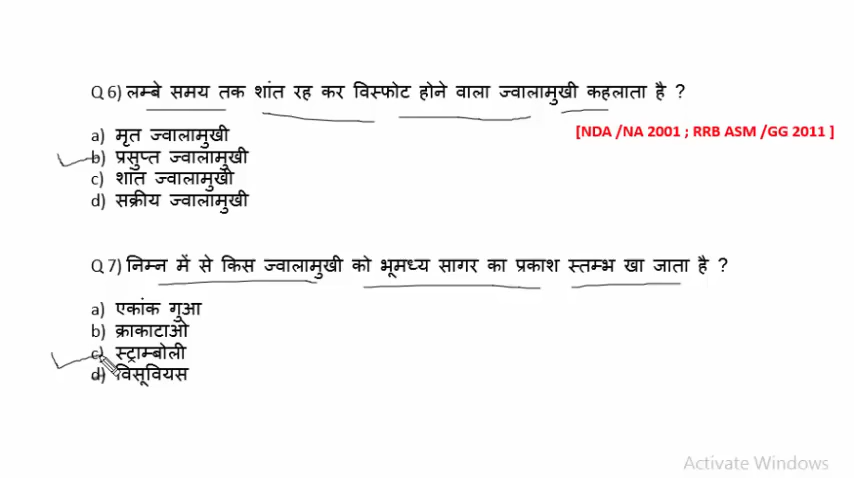 Q 6) लम्बे समय तक शांत रह कर विस्फोट होने वाला ज्वालामुखी कहलाता है ?
a) मृत ज्वालामुखी
[NDA /NA 2001 ; RRB ASM /GG 2011 ]
b) प्रसुप्त ज्वालामुखी
c) शांत ज्वालामुखी
d) सक्रीय ज्वालामुखी
Q 7) निम्न में से किस ज्वालामुखी को भूमध्य सागर का प्रकाश स्तम्भ खा जाता है ?
a) एकांक गुआ
b) क्राकाटाओ
c) स्ट्राम्बोली
d) विसूवियस
Activate Windows